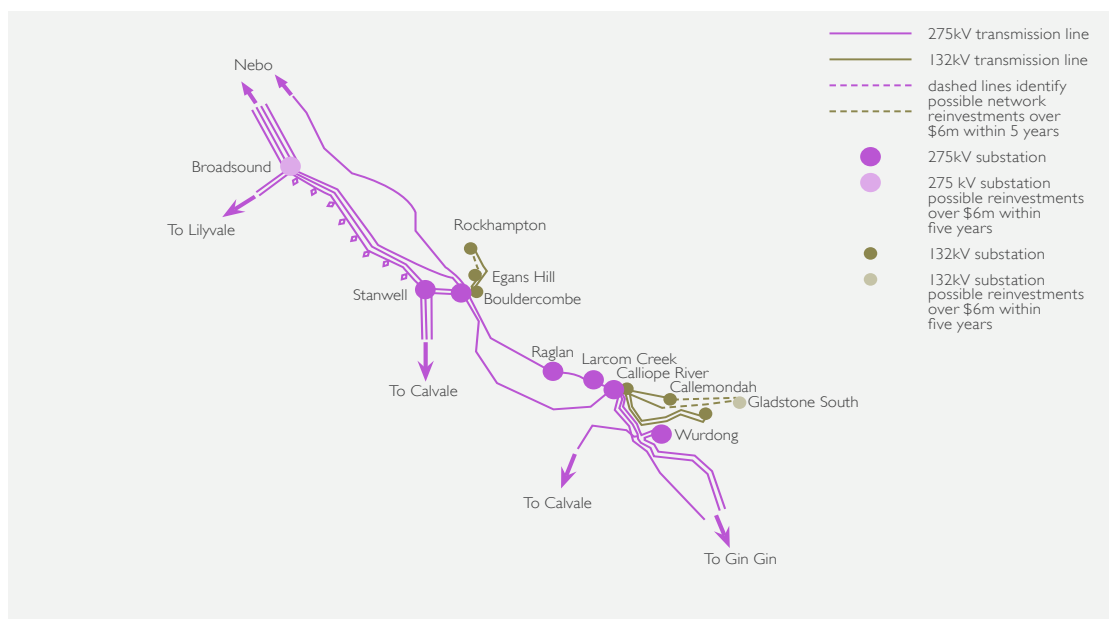 Nebo
Broadsound
To Lilyvale
Rockhampton
Egans Hill
Stanwell
Bouldercombe
Raglan
Larcom Creek
Calliope River
To Calvale
Callemondah
Gladstone South
Wurdong
To Calvale
To Gin Gin
275kV transmission line
132kV transmission line
dashed lines identify
possible network
reinvestments over
$6m within 5 years
275kV substation
275 kV substation
possible reinvestments
over $6m within
five years
132kV substation
132kV substation
possible reinvestments
over $6m within
five years